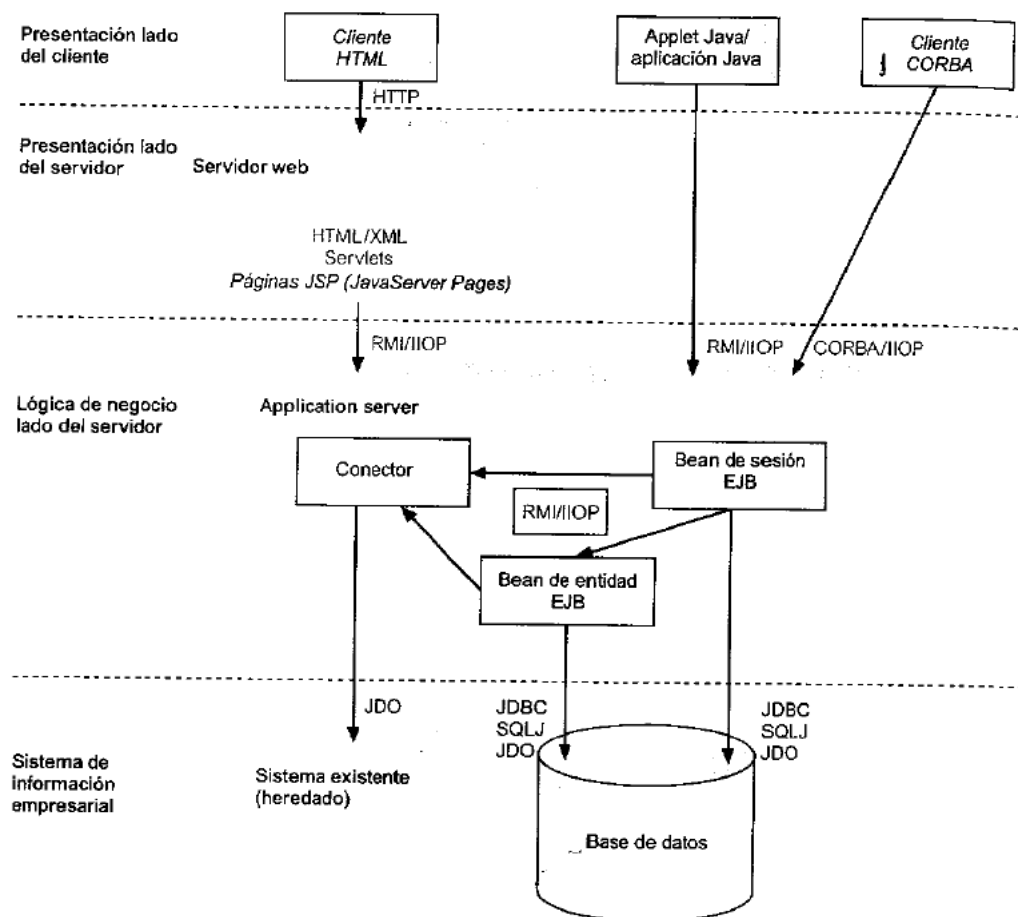 Presentación lado
del cliente
Cliente
HTML
Applet Java/
aplicación Java
Cliente
CORBA
HTTP
Presentación lado
del servidor
Servidor web
HTML/XML
Servlets
Páginas JSP (JavaServer Pages)
RMI/IIOP
RMI/IIOP
CORBA/IIOP
Lógica de negocio
lado del servidor
Application server
Conector
Bean de sesión
EJB
RMI/IIOP
Bean de entidad
EJB
JDO
JDBC
SQLJ
JDO
JDBC
SQLJ
JDO
Sistema de
información
empresarial
Sistema existente
(heredado)
Base de datos